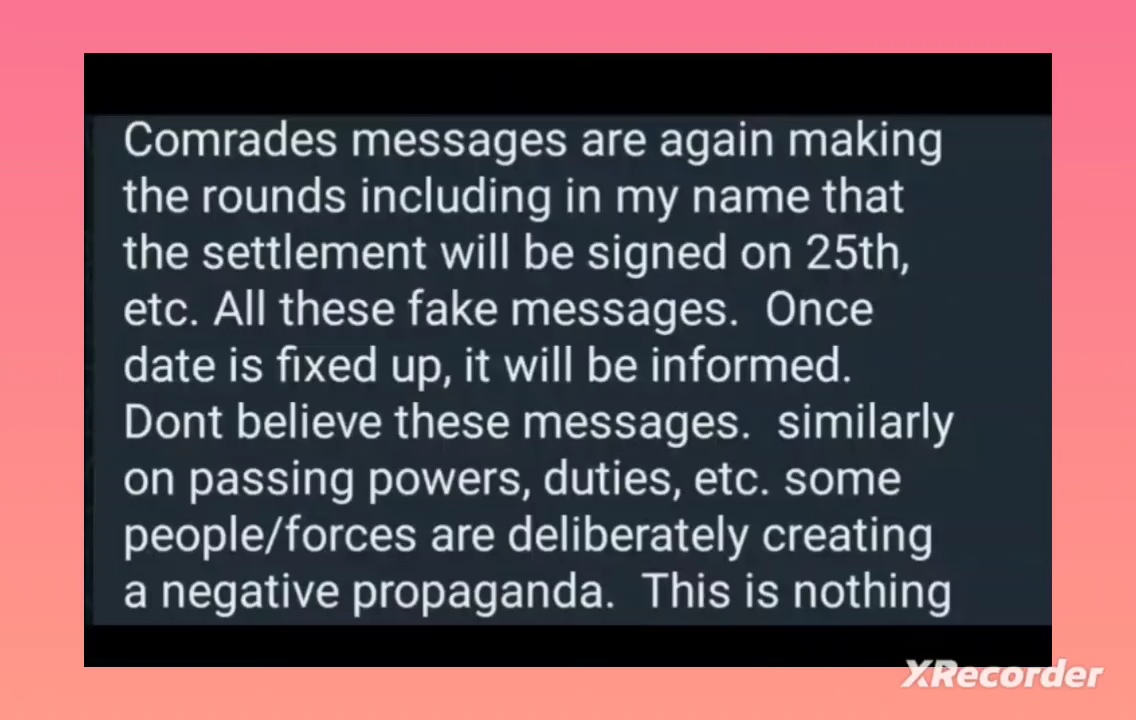 Comrades messages are again making
the rounds including in my name that
the settlement will be signed on 25th,
etc. All these fake messages.  Once
date is fixed up, it will be informed.
Dont believe these messages.  similarly
on passing powers, duties, etc. some
people/forces are deliberately creating
a negative propaganda.  This is nothing
XRecorder